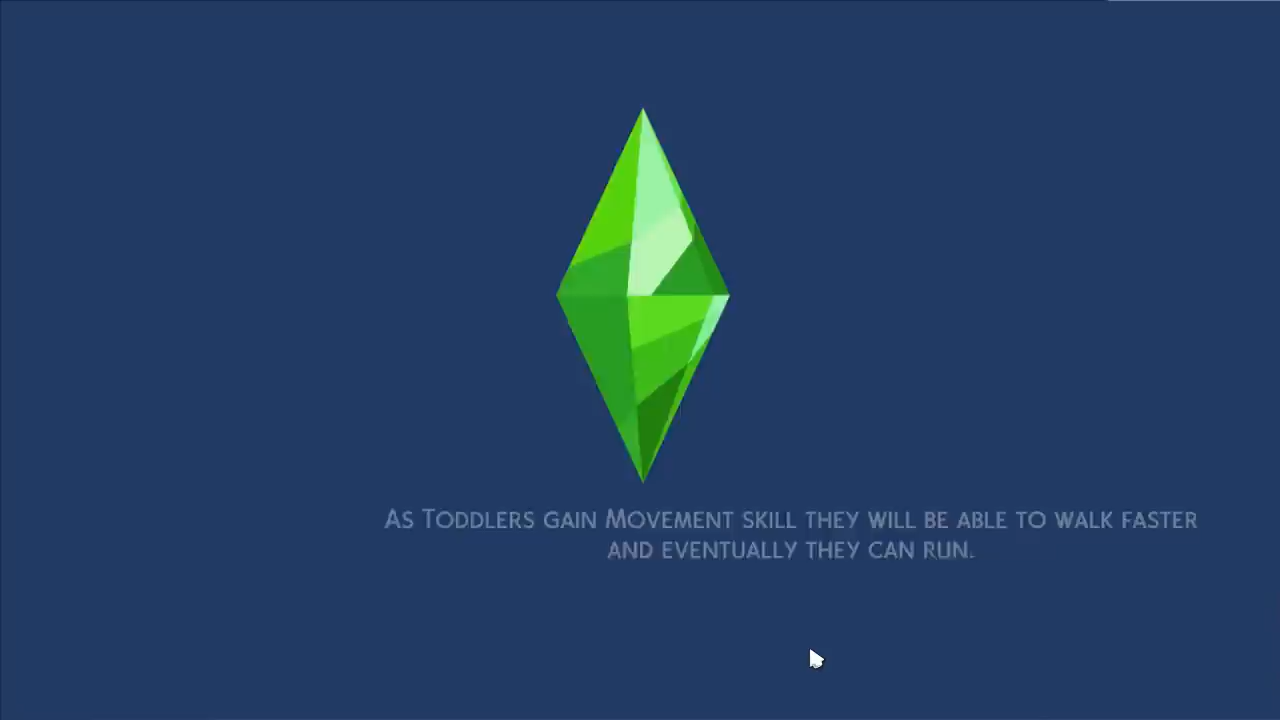 As Toddlers gain Movement skill they will be able to walk faster
and eventually they can run.